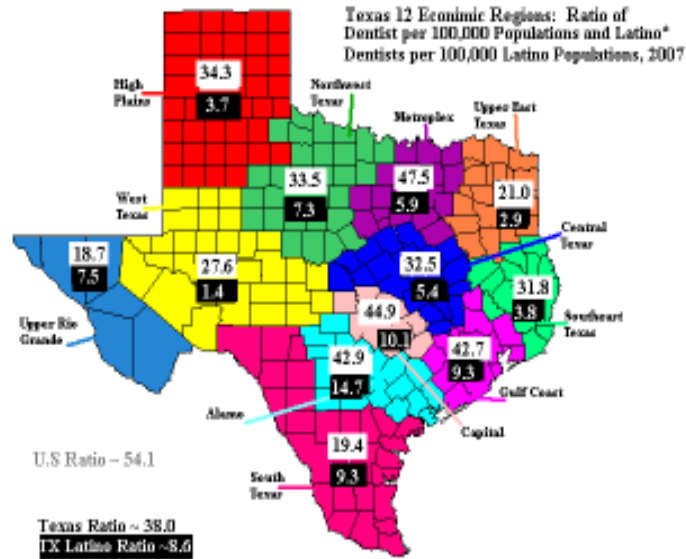 Texas 12 Econimic Regions: Ratio of
Dentist per 100,000 Populations and Latino*
Dentists per 100,000 Latino Populations, 2007
High
Plains
34.3
3.7
Northwest
Texas
Metroplex
Upper East
Texas
33.5
7.3
47.5
5.9
21.0
2.9
West
Texas
Central
Texas
18.7
7.5
27.6
1.4
32.5
5.4
31.8
3.8
Upper Rio
Grande
44.9
10.1
Southeast
Texas
42.9
14.7
42.7
9.3
Gulf Coast
Alamo
Capital
19.4
9.3
U.S Ratio ~ 54.1
South
Texas
Texas Ratio ~ 38.0
TX Latino Ratio ~8.6